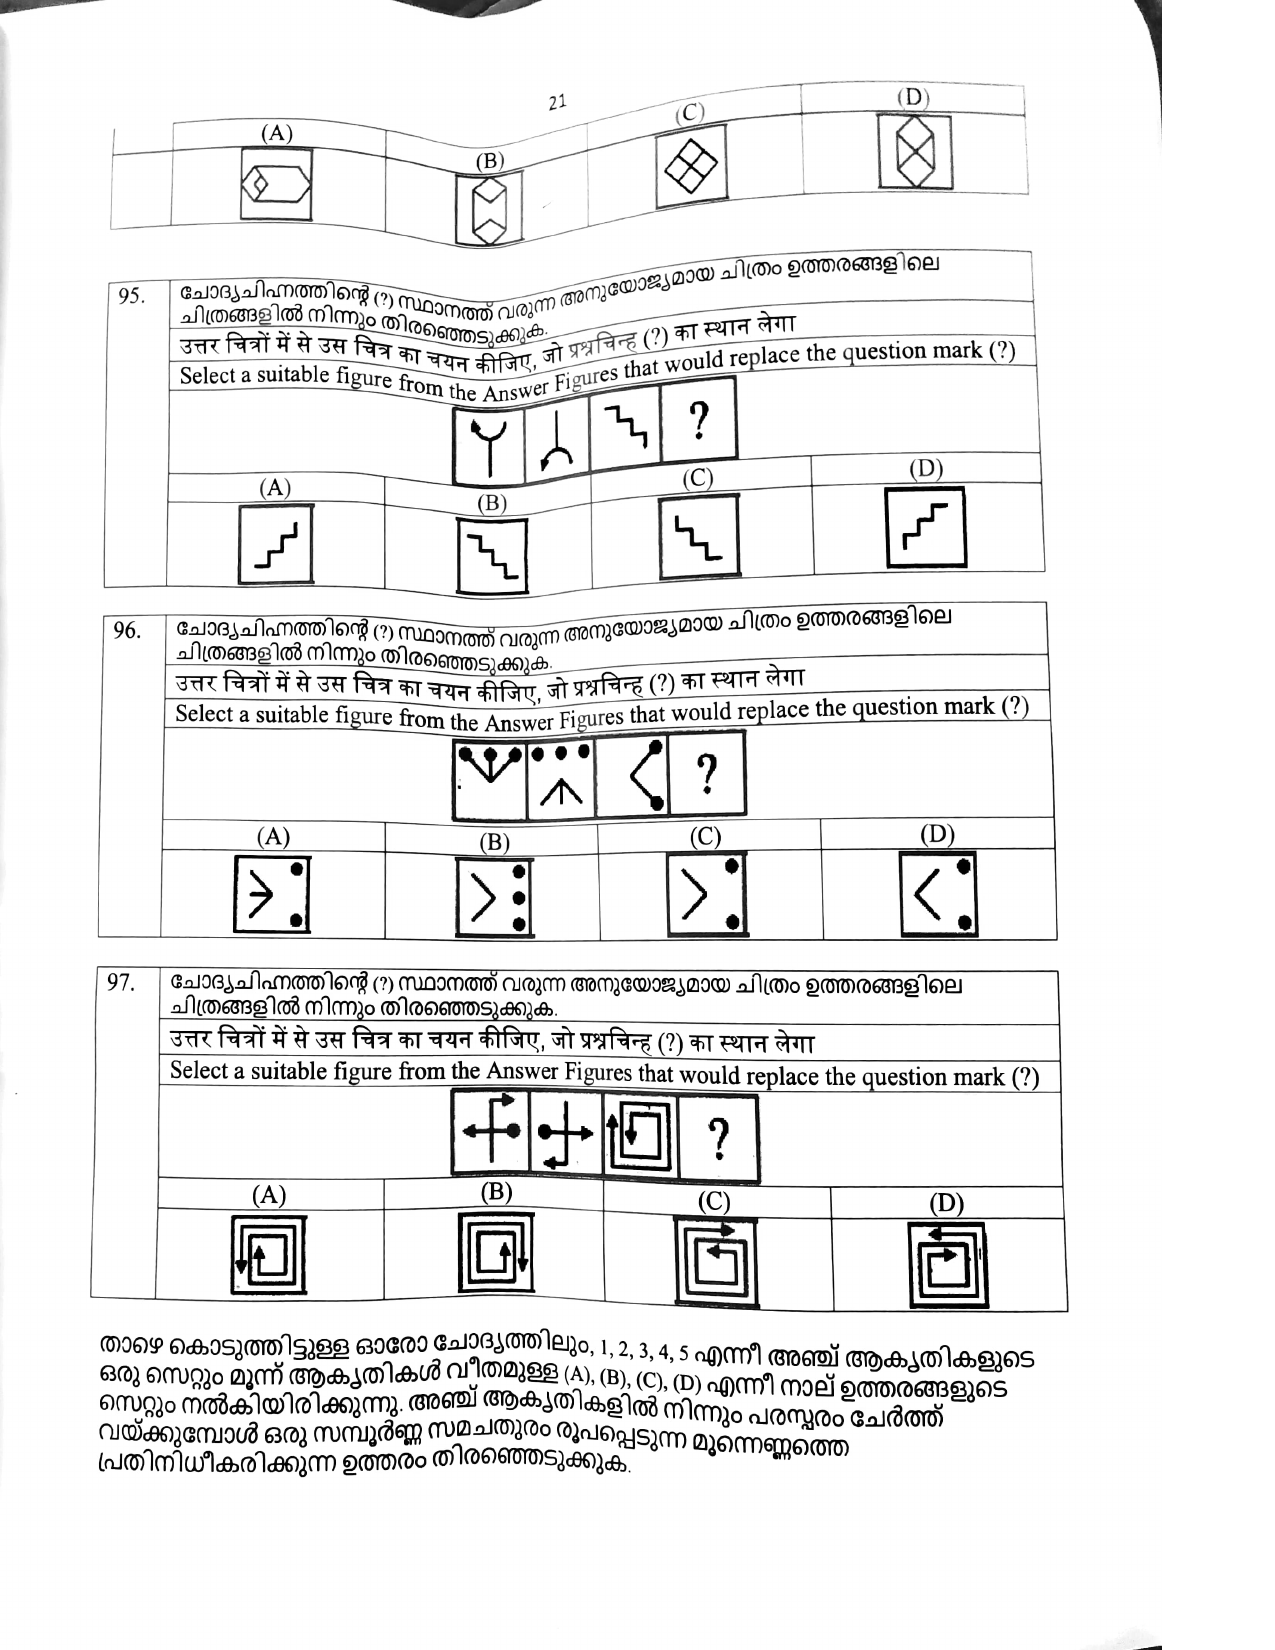 21
(A) (B) (C) (D)
95. ചോദ്യചിഹ്നത്തിന്റെ (?) സ്ഥാനത്ത് വരുന്ന അനുയോജ്യമായ ചിത്രം ഉത്തരങ്ങളിലെ
ചിത്രങ്ങളിൽ നിന്നും തിരഞ്ഞെടുക്കുക.
उत्तर चित्रों में से उस चित्र का चयन कीजिए, जो प्रश्नचिन्ह (?) का स्थान लेगा
Select a suitable figure from the Answer Figures that would replace the question mark (?)
?
(A) (B) (C) (D)
96. ചോദ്യചിഹ്നത്തിന്റെ (?) സ്ഥാനത്ത് വരുന്ന അനുയോജ്യമായ ചിത്രം ഉത്തരങ്ങളിലെ
ചിത്രങ്ങളിൽ നിന്നും തിരഞ്ഞെടുക്കുക.
उत्तर चित्रों में से उस चित्र का चयन कीजिए, जो प्रश्नचिन्ह (?) का स्थान लेगा
Select a suitable figure from the Answer Figures that would replace the question mark (?)
?
(A) (B) (C) (D)
97. ചോദ്യചിഹ്നത്തിന്റെ (?) സ്ഥാനത്ത് വരുന്ന അനുയോജ്യമായ ചിത്രം ഉത്തരങ്ങളിലെ
ചിത്രങ്ങളിൽ നിന്നും തിരഞ്ഞെടുക്കുക.
उत्तर चित्रों में से उस चित्र का चयन कीजिए, जो प्रश्नचिन्ह (?) का स्थान लेगा
Select a suitable figure from the Answer Figures that would replace the question mark (?)
?
(A) (B) (C) (D)
താഴെ കൊടുത്തിട്ടുള്ള ഓരോ ചോദ്യത്തിലും, 1, 2, 3, 4, 5 എന്നീ അഞ്ച് ആകൃതികളുടെ
ഒരു സെറ്റും മൂന്ന് ആകൃതികൾ വീതമുള്ള (A), (B), (C), (D) എന്നീ നാല് ഉത്തരങ്ങളുടെ
സെറ്റും നൽകിയിരിക്കുന്നു. അഞ്ച് ആകൃതികളിൽ നിന്നും പരസ്പരം ചേർത്ത്
വയ്ക്കുമ്പോൾ ഒരു സമ്പൂർണ്ണ സമചതുരം രൂപപ്പെടുന്ന മൂന്നെണ്ണത്തെ
പ്രതിനിധീകരിക്കുന്ന ഉത്തരം തിരഞ്ഞെടുക്കുക.